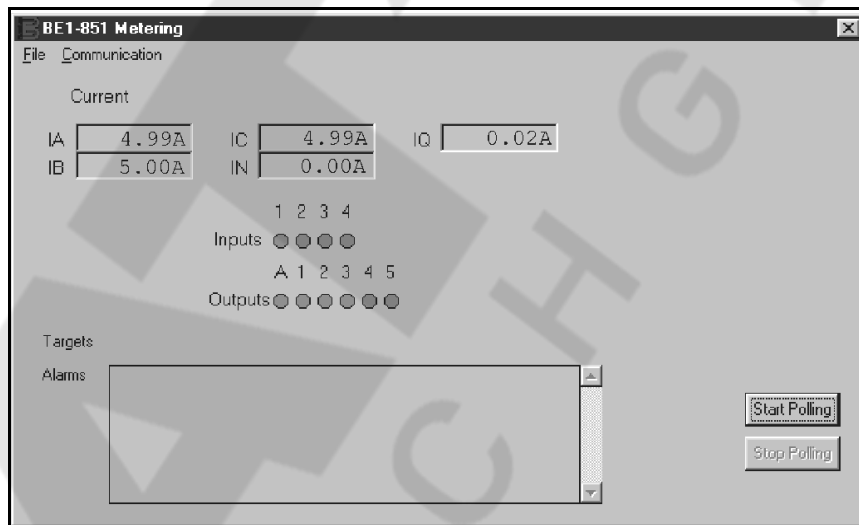 BE1-851 Metering
File Communication
Current
IA 4.99A IC 4.99A IQ 0.02A
IB 5.00A IN 0.00A
1 2 3 4
Inputs
A 1 2 3 4 5
Outputs
Targets
Alarms
Start Polling
Stop Polling